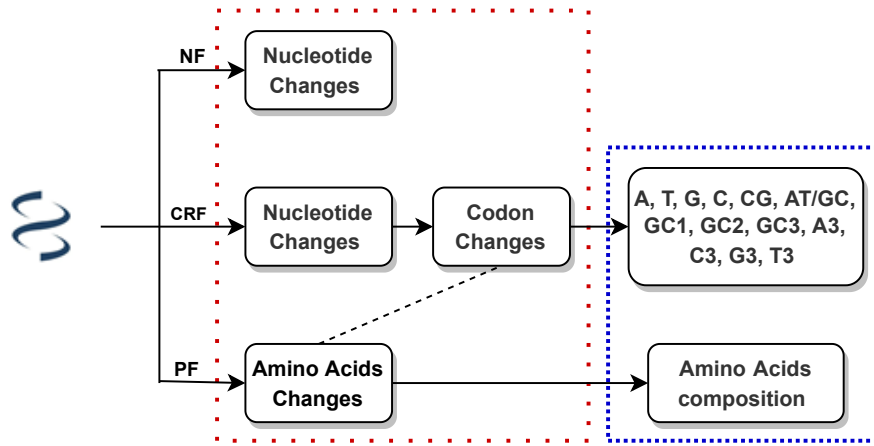 NF
Nucleotide
Changes
CRF
Nucleotide
Changes
Codon
Changes
A, T, G, C, CG, AT/GC,
GC1, GC2, GC3, A3,
C3, G3, T3
PF
Amino Acids
Changes
Amino Acids
composition